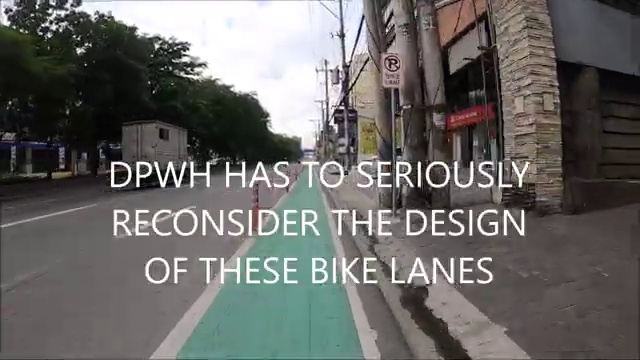 DPWH HAS TO SERIOUSLY
RECONSIDER THE DESIGN
OF THESE BIKE LANES